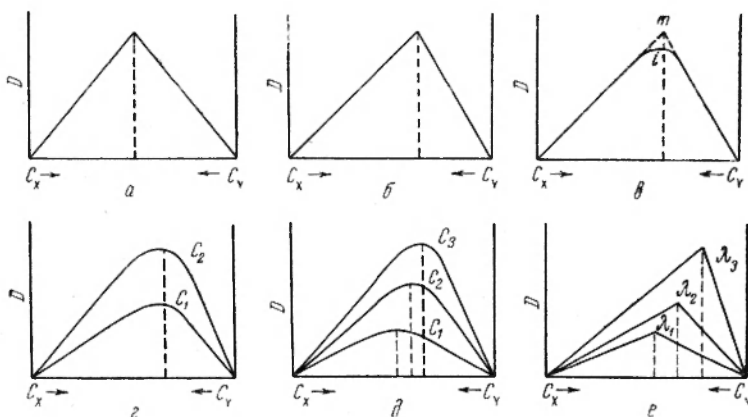 D
C_X → а ← C_Y
D
C_X → б ← C_Y
D
m
i
C_X → в ← C_Y
D
C_2
C_1
C_X → г ← C_Y
D
C_3
C_2
C_1
C_X → д ← C_Y
D
λ_3
λ_2
λ_1
C_X → е ← C_Y